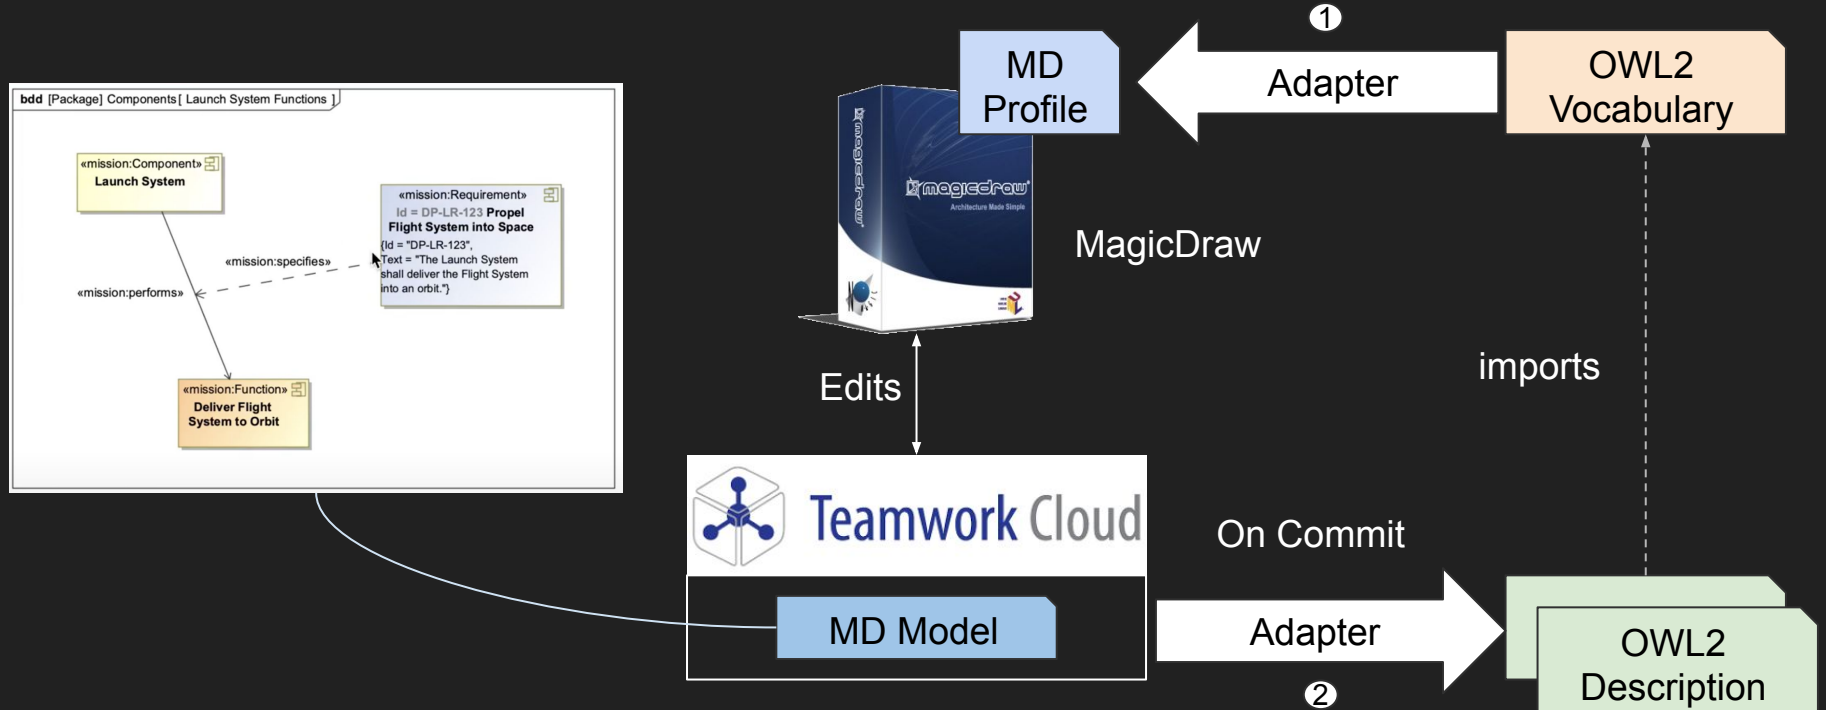 bdd [Package] Components[ Launch System Functions ]
«mission:Component»
Launch System
«mission:Requirement»
Id = DP-LR-123 Propel
Flight System into Space
{Id = "DP-LR-123",
Text = "The Launch System
shall deliver the Flight System
into an orbit."}
«mission:specifies»
«mission:performs»
«mission:Function»
Deliver Flight
System to Orbit
MD
Profile
magicdraw
magicdraw
Architecture Made Simple
MagicDraw
1
Adapter
OWL2
Vocabulary
Edits
imports
Teamwork Cloud
MD Model
On Commit
Adapter
2
OWL2
Description